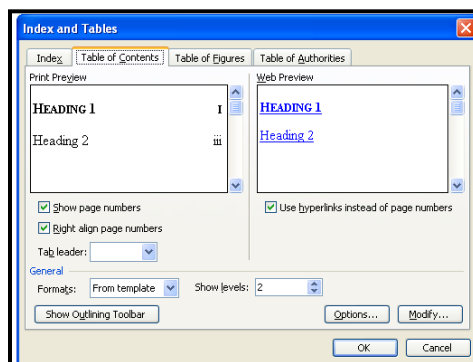 Index and Tables
Index Table of Contents Table of Figures Table of Authorities
Print Preview Web Preview
HEADING 1 I HEADING 1
Heading 2 iii Heading 2
Show page numbers Use hyperlinks instead of page numbers
Right align page numbers
Tab leader:
General
Formats: From template Show levels: 2
Show Outlining Toolbar Options... Modify...
OK Cancel